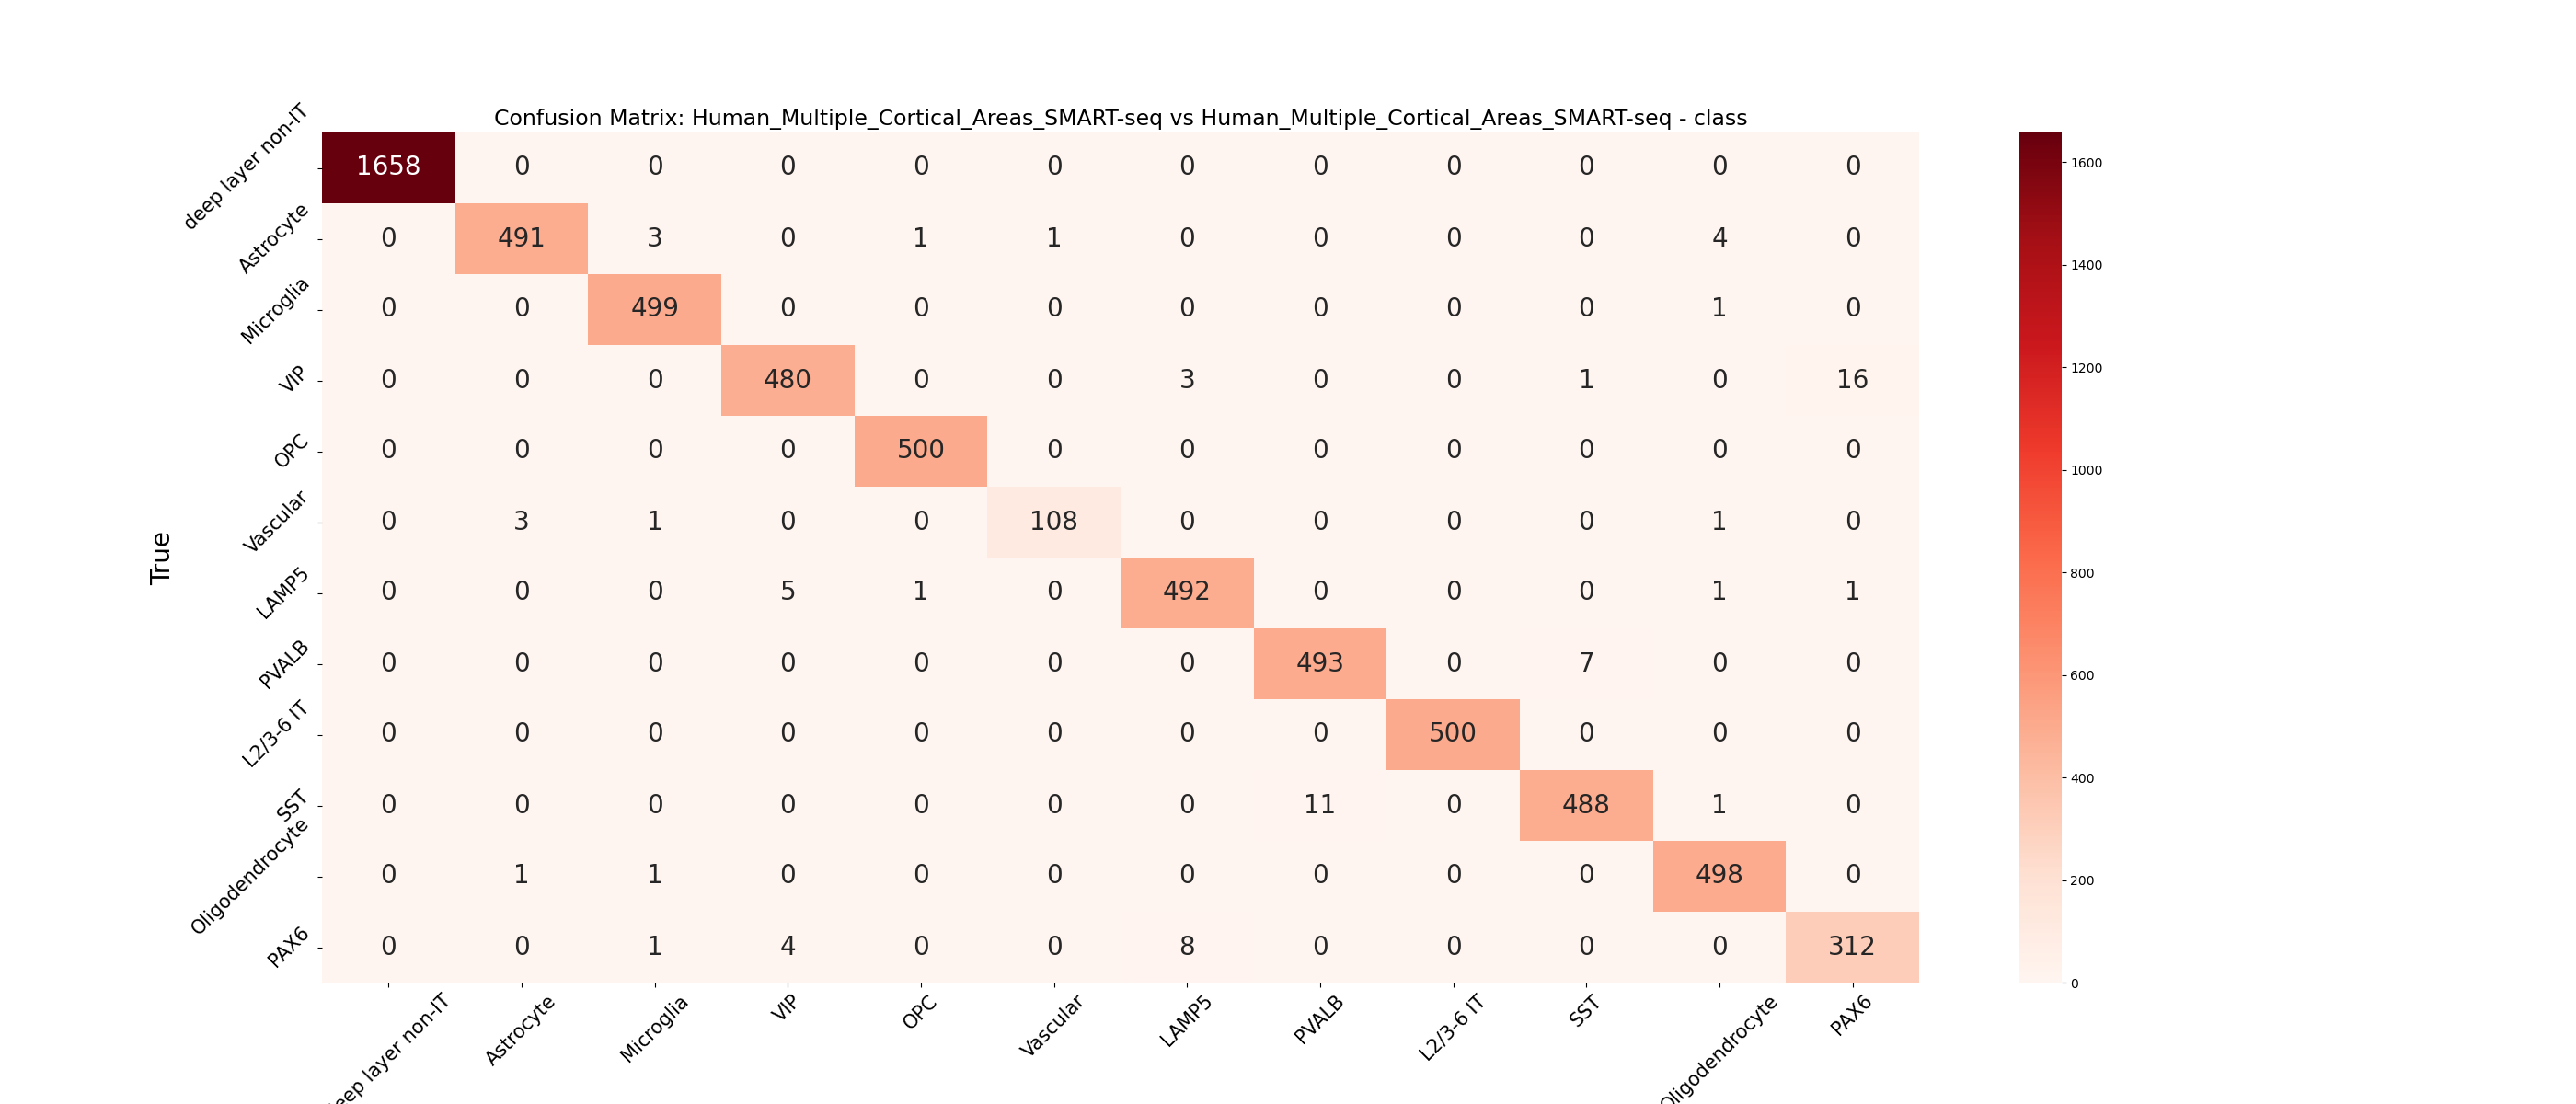 Confusion Matrix: Human_Multiple_Cortical_Areas_SMART-seq vs Human_Multiple_Cortical_Areas_SMART-seq - class
deep layer non-IT 1658 0 0 0 0 0 0 0 0 0 0 0
Astrocyte 0 491 3 0 1 1 0 0 0 0 4 0
Microglia 0 0 499 0 0 0 0 0 0 0 1 0
VIP 0 0 0 480 0 0 3 0 0 1 0 16
OPC 0 0 0 0 500 0 0 0 0 0 0 0
Vascular 0 3 1 0 0 108 0 0 0 0 1 0
LAMP5 0 0 0 5 1 0 492 0 0 0 1 1
PVALB 0 0 0 0 0 0 0 493 0 7 0 0
L2/3-6 IT 0 0 0 0 0 0 0 0 500 0 0 0
SST 0 0 0 0 0 0 0 11 0 488 1 0
Oligodendrocyte 0 1 1 0 0 0 0 0 0 0 498 0
PAX6 0 0 1 4 0 0 8 0 0 0 0 312
True
eep layer non-IT Astrocyte Microglia VIP OPC Vascular LAMP5 PVALB L2/3-6 IT SST Oligodendrocyte PAX6
1600
1400
1200
1000
800
600
400
200
0